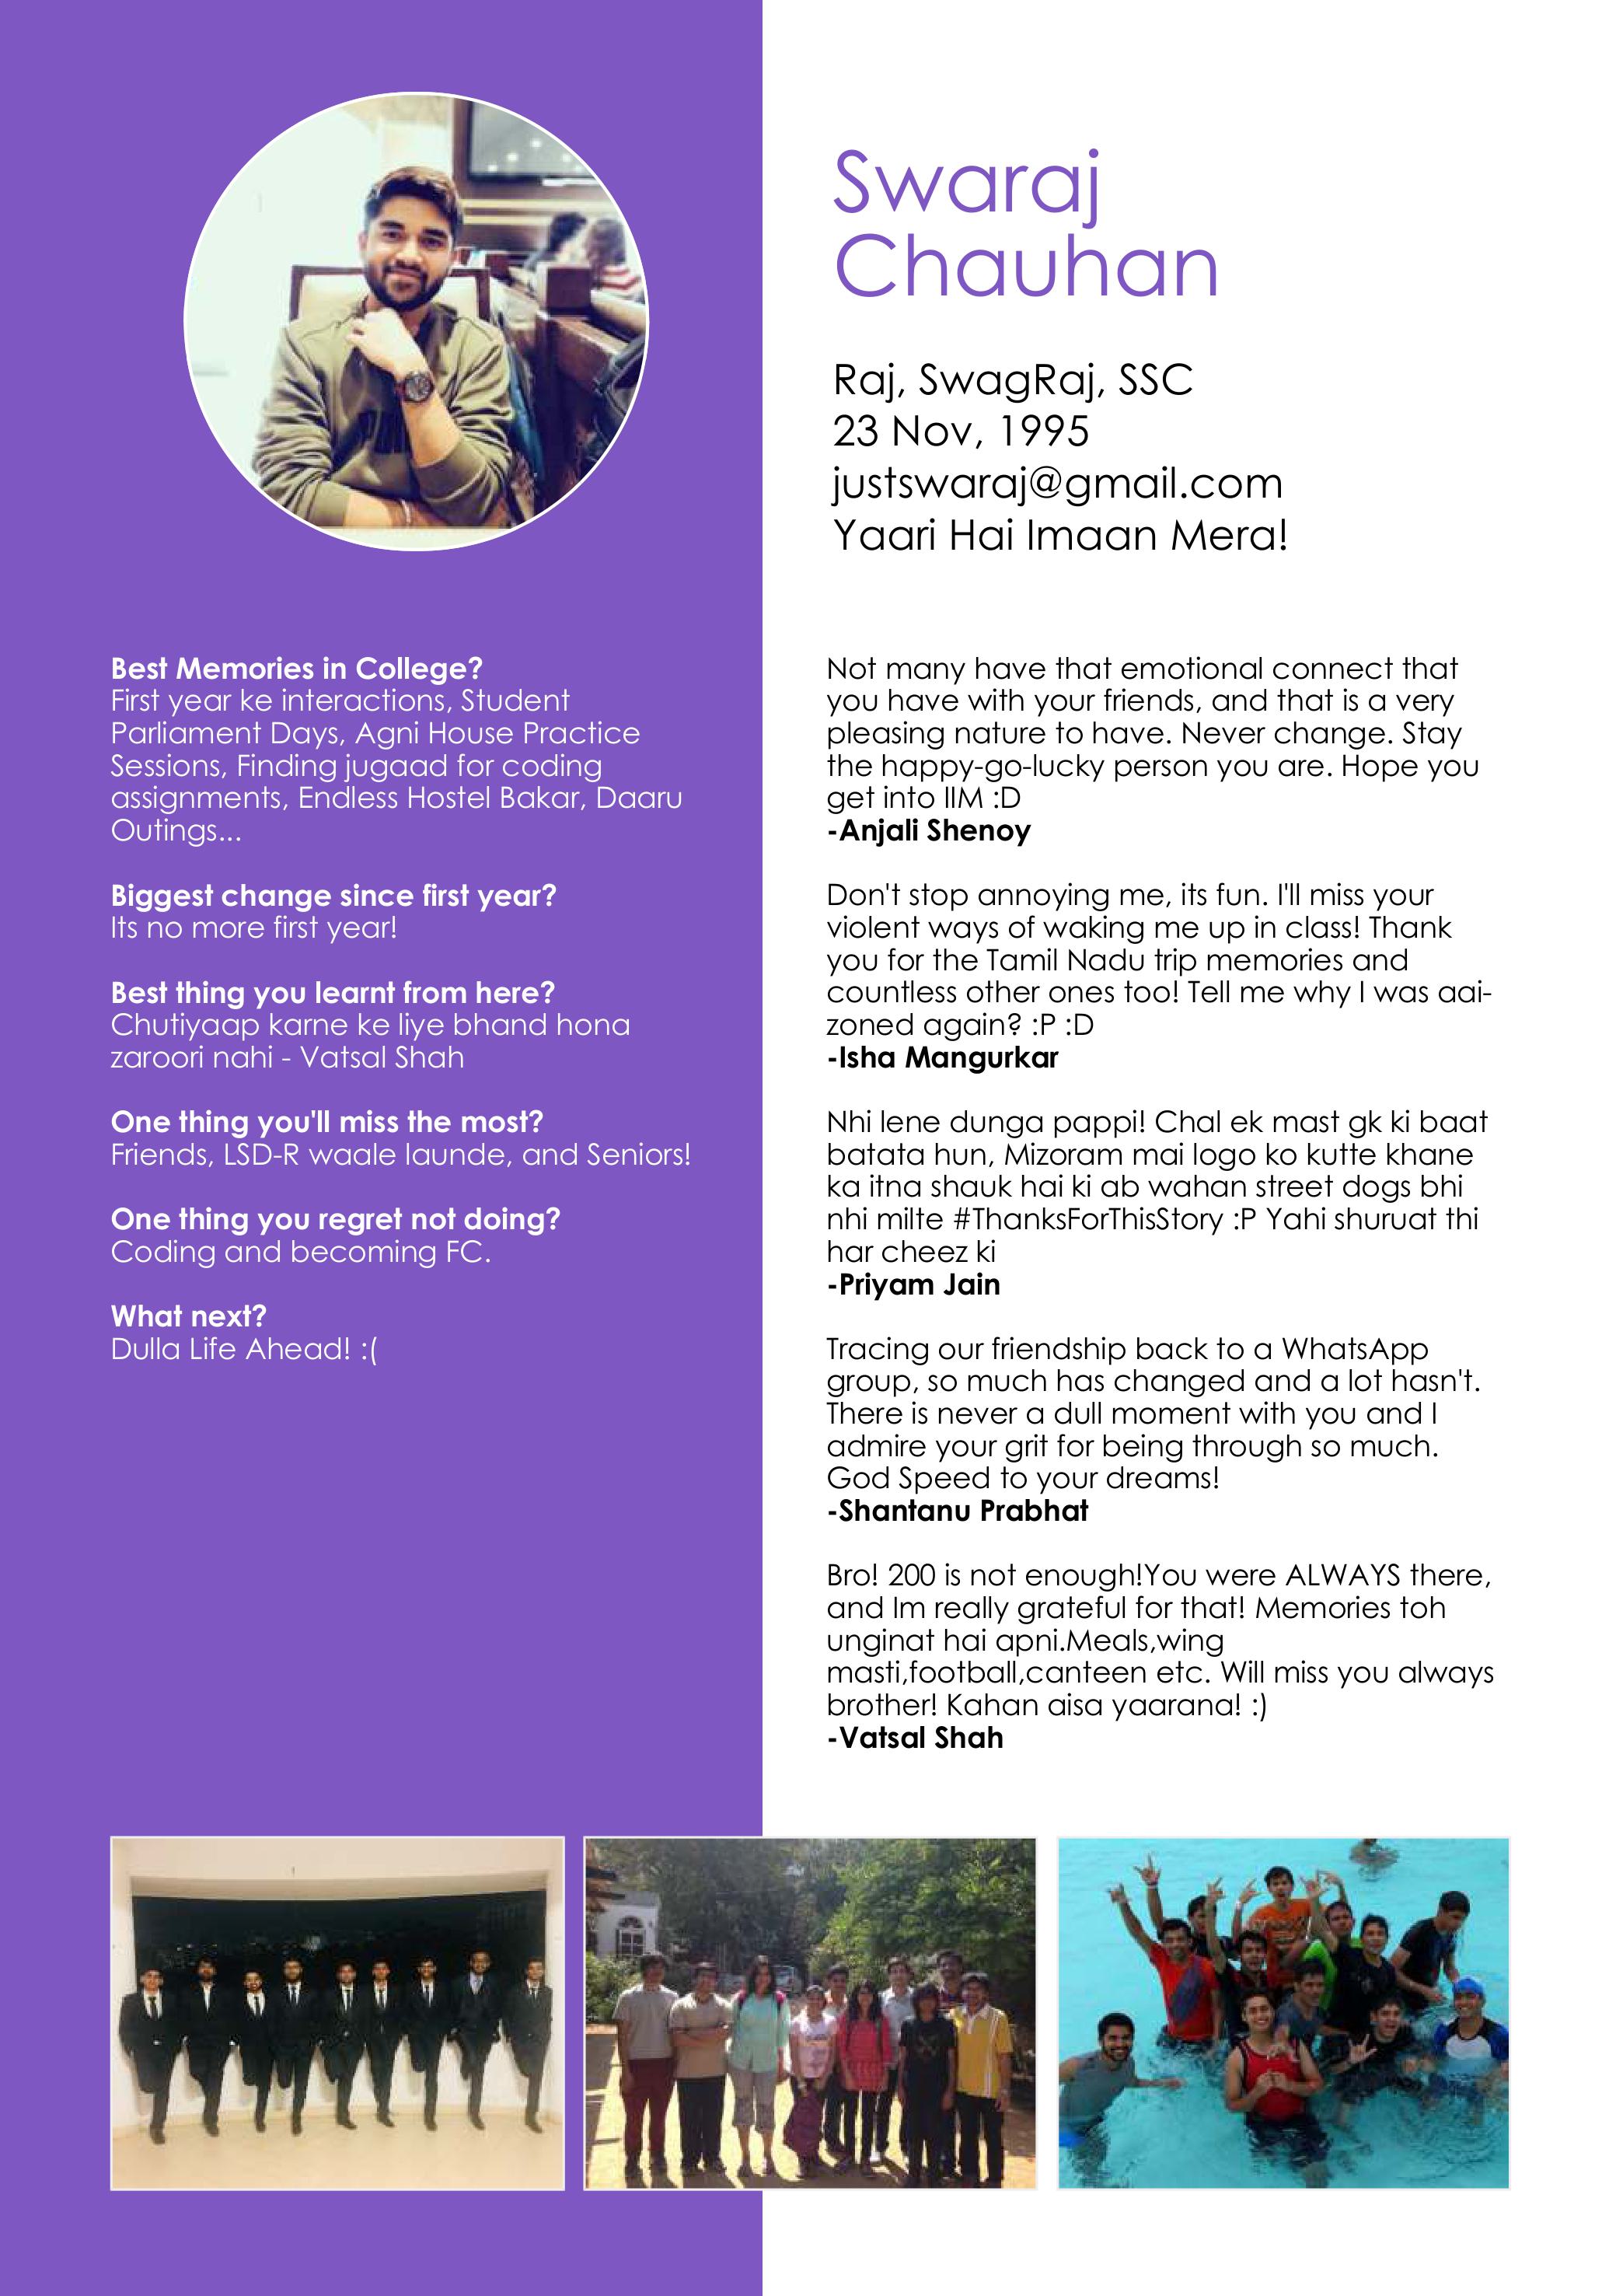 Swaraj
Chauhan
Raj, SwagRaj, SSC
23 Nov, 1995
justswaraj@gmail.com
Yaari Hai Imaan Mera!
Best Memories in College?
First year ke interactions, Student
Parliament Days, Agni House Practice
Sessions, Finding jugaad for coding
assignments, Endless Hostel Bakar, Daaru
Outings...
Biggest change since first year?
Its no more first year!
Best thing you learnt from here?
Chutiyaap karne ke liye bhand hona
zaroori nahi - Vatsal Shah
One thing you'll miss the most?
Friends, LSD-R waale launde, and Seniors!
One thing you regret not doing?
Coding and becoming FC.
What next?
Dulla Life Ahead! :(
Not many have that emotional connect that
you have with your friends, and that is a very
pleasing nature to have. Never change. Stay
the happy-go-lucky person you are. Hope you
get into IIM :D
-Anjali Shenoy
Don't stop annoying me, its fun. I'll miss your
violent ways of waking me up in class! Thank
you for the Tamil Nadu trip memories and
countless other ones too! Tell me why I was aai-
zoned again? :P :D
-Isha Mangurkar
Nhi lene dunga pappi! Chal ek mast gk ki baat
batata hun, Mizoram mai logo ko kutte khane
ka itna shauk hai ki ab wahan street dogs bhi
nhi milte #ThanksForThisStory :P Yahi shuruat thi
har cheez ki
-Priyam Jain
Tracing our friendship back to a WhatsApp
group, so much has changed and a lot hasn't.
There is never a dull moment with you and I
admire your grit for being through so much.
God Speed to your dreams!
-Shantanu Prabhat
Bro! 200 is not enough!You were ALWAYS there,
and Im really grateful for that! Memories toh
unginat hai apni.Meals,wing
masti,football,canteen etc. Will miss you always
brother! Kahan aisa yaarana! :)
-Vatsal Shah